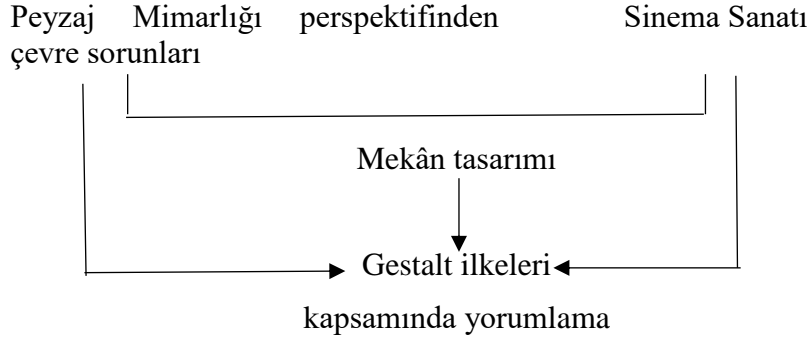 Peyzaj Mimarlığı perspektifinden Sinema Sanatı
çevre sorunları
Mekân tasarımı
Gestalt ilkeleri
kapsamında yorumlama